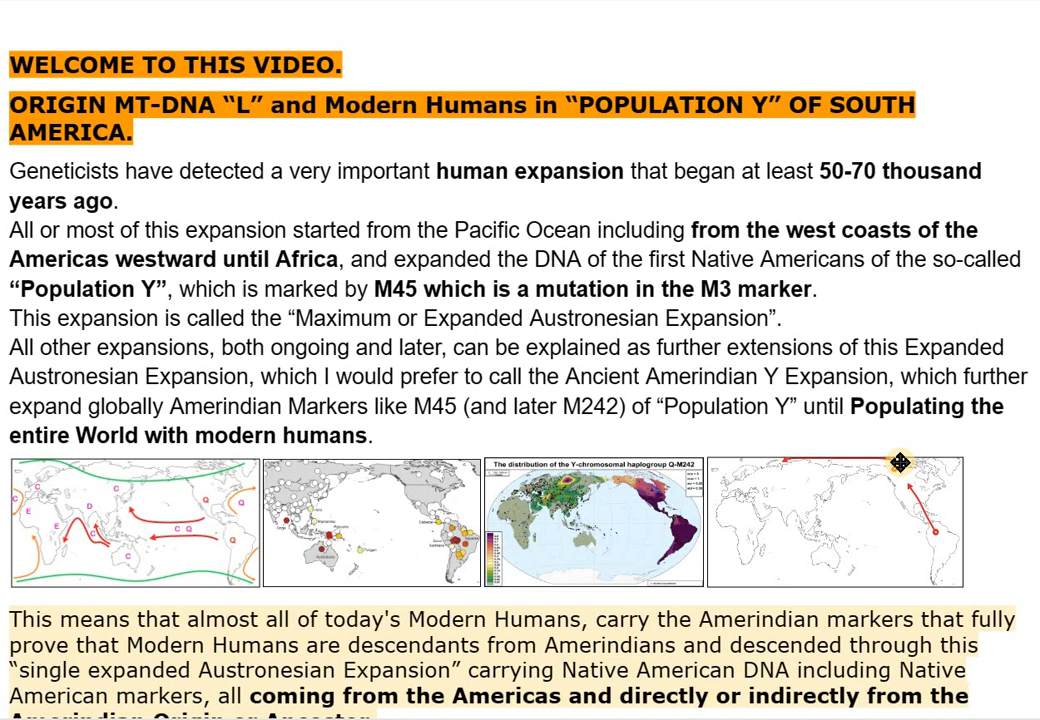 WELCOME TO THIS VIDEO.
ORIGIN MT-DNA “L” and Modern Humans in “POPULATION Y” OF SOUTH
AMERICA.
Geneticists have detected a very important human expansion that began at least 50-70 thousand
years ago.
All or most of this expansion started from the Pacific Ocean including from the west coasts of the
Americas westward until Africa, and expanded the DNA of the first Native Americans of the so-called
“Population Y”, which is marked by M45 which is a mutation in the M3 marker.
This expansion is called the “Maximum or Expanded Austronesian Expansion”.
All other expansions, both ongoing and later, can be explained as further extensions of this Expanded
Austronesian Expansion, which I would prefer to call the Ancient Amerindian Y Expansion, which further
expand globally Amerindian Markers like M45 (and later M242) of “Population Y” until Populating the
entire World with modern humans.
The distribution of the Y-chromosomal haplogroup Q-M242
C
C
E
E
D
C
C
C Q
C
Q
Q
Q
This means that almost all of today's Modern Humans, carry the Amerindian markers that fully
prove that Modern Humans are descendants from Amerindians and descended through this
“single expanded Austronesian Expansion” carrying Native American DNA including Native
American markers, all coming from the Americas and directly or indirectly from the
Amerindian Origin or Ancestor.